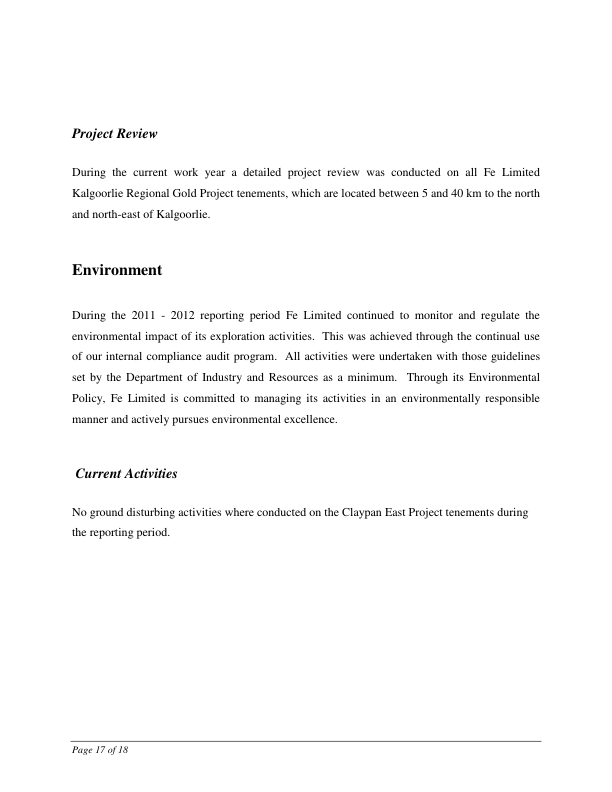 Project Review
During the current work year a detailed project review was conducted on all Fe Limited
Kalgoorlie Regional Gold Project tenements, which are located between 5 and 40 km to the north
and north-east of Kalgoorlie.
Environment
During the 2011 - 2012 reporting period Fe Limited continued to monitor and regulate the
environmental impact of its exploration activities.  This was achieved through the continual use
of our internal compliance audit program.  All activities were undertaken with those guidelines
set by the Department of Industry and Resources as a minimum.  Through its Environmental
Policy, Fe Limited is committed to managing its activities in an environmentally responsible
manner and actively pursues environmental excellence.
Current Activities
No ground disturbing activities where conducted on the Claypan East Project tenements during
the reporting period.
Page 17 of 18